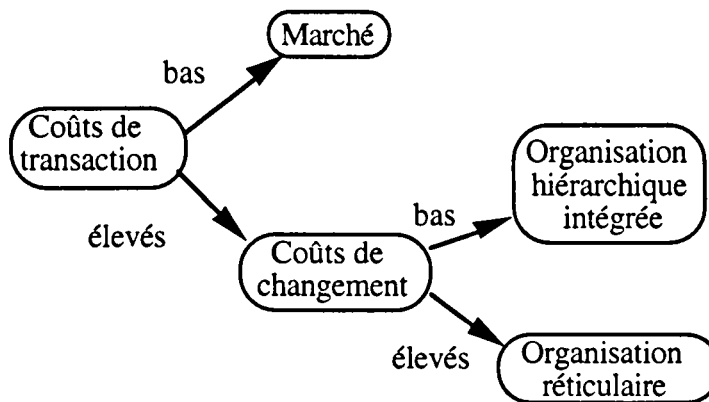 Marché
bas
Coûts de
transaction
élevés
Coûts de
changement
bas
Organisation
hiérarchique
intégrée
élevés
Organisation
réticulaire